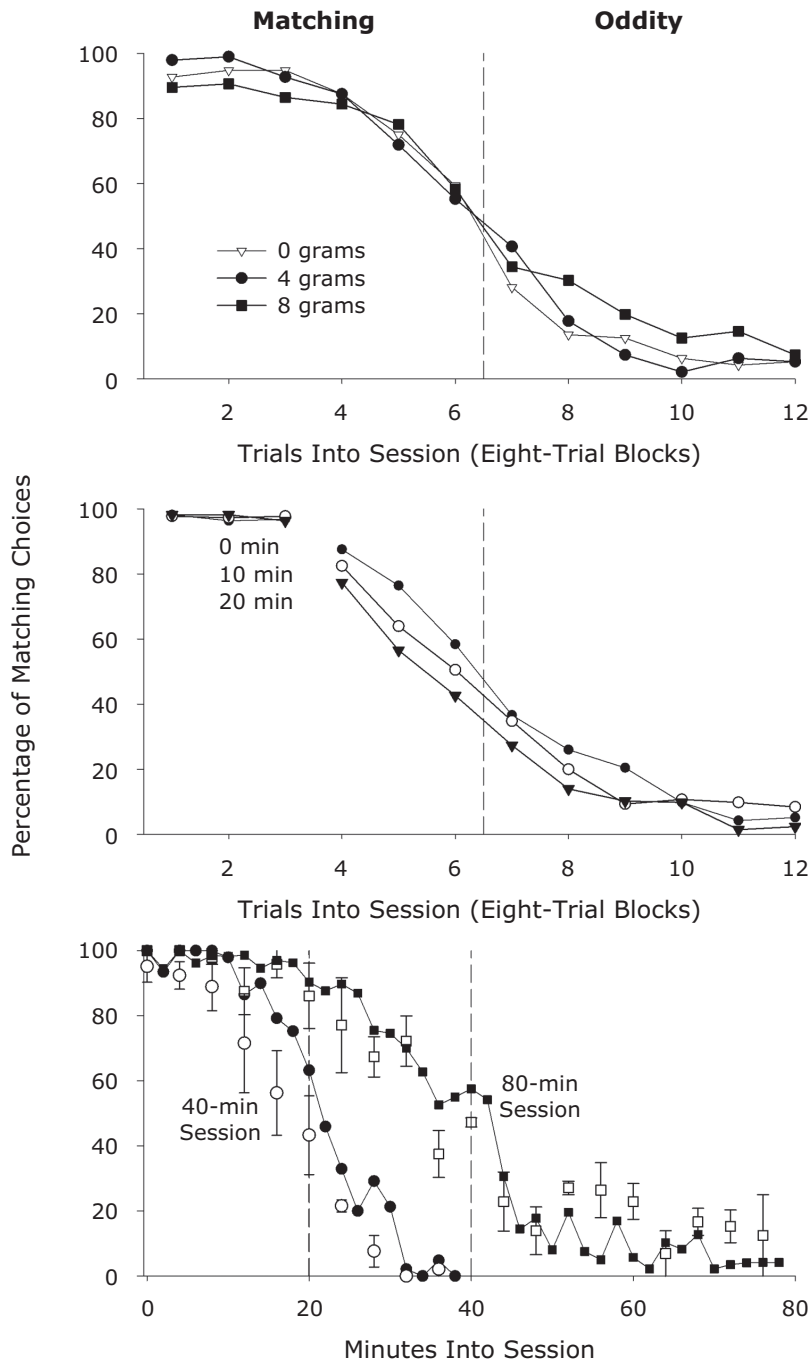 Matching Oddity
100
80
60
40
20
0
0 grams
4 grams
8 grams
2 4 6 8 10 12
Trials Into Session (Eight-Trial Blocks)
Percentage of Matching Choices
100
80
60
40
20
0
0 min
10 min
20 min
2 4 6 8 10 12
Trials Into Session (Eight-Trial Blocks)
100
80
60
40
20
0
40-min
Session
80-min
Session
0 20 40 60 80
Minutes Into Session